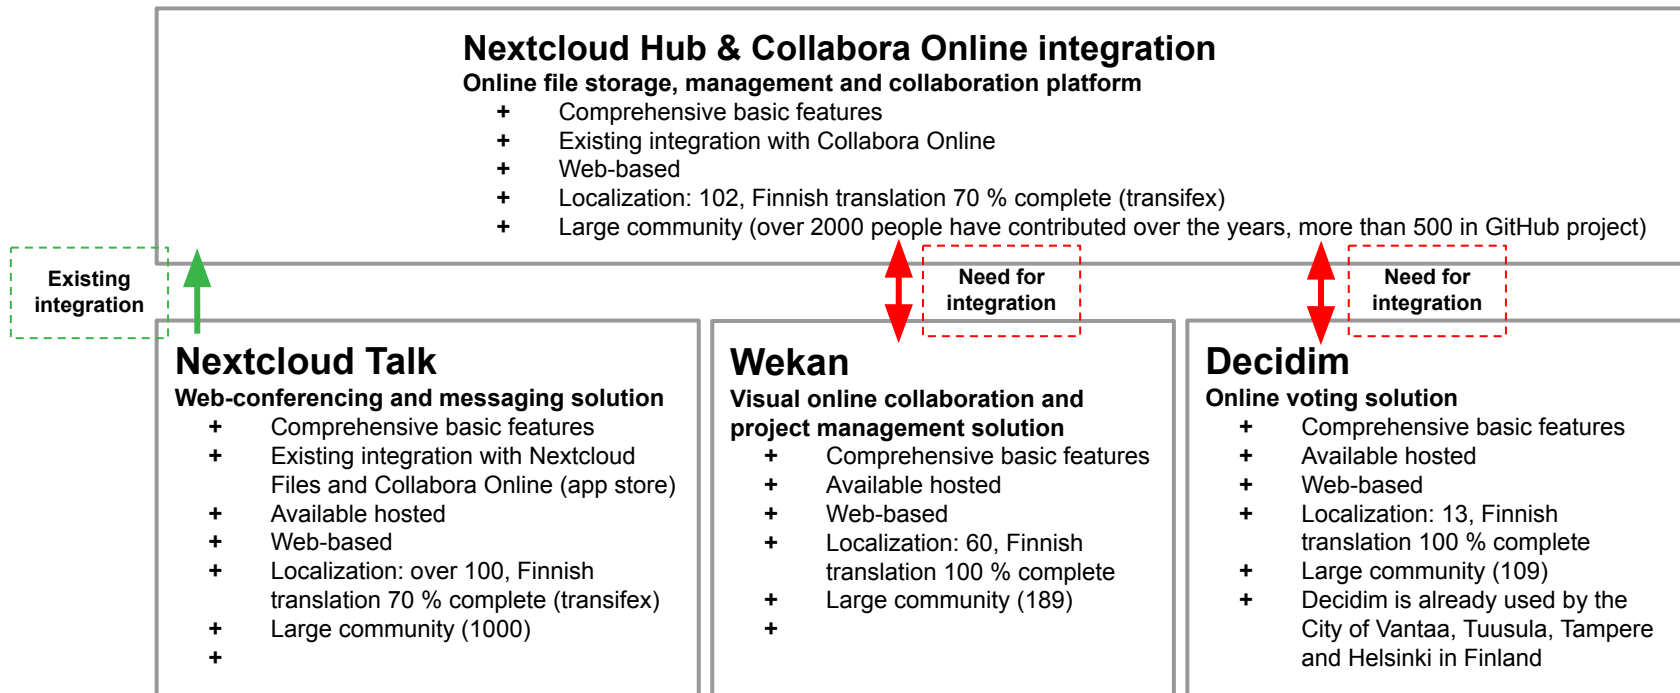 Nextcloud Hub & Collabora Online integration
Online file storage, management and collaboration platform
+ Comprehensive basic features
+ Existing integration with Collabora Online
+ Web-based
+ Localization: 102, Finnish translation 70 % complete (transifex)
+ Large community (over 2000 people have contributed over the years, more than 500 in GitHub project)
Existing
integration
Need for
integration
Need for
integration
Nextcloud Talk
Web-conferencing and messaging solution
+ Comprehensive basic features
+ Existing integration with Nextcloud
Files and Collabora Online (app store)
+ Available hosted
+ Web-based
+ Localization: over 100, Finnish
translation 70 % complete (transifex)
+ Large community (1000)
+
Wekan
Visual online collaboration and
project management solution
+ Comprehensive basic features
+ Available hosted
+ Web-based
+ Localization: 60, Finnish
translation 100 % complete
+ Large community (189)
+
Decidim
Online voting solution
+ Comprehensive basic features
+ Available hosted
+ Web-based
+ Localization: 13, Finnish
translation 100 % complete
+ Large community (109)
+ Decidim is already used by the
City of Vantaa, Tuusula, Tampere
and Helsinki in Finland